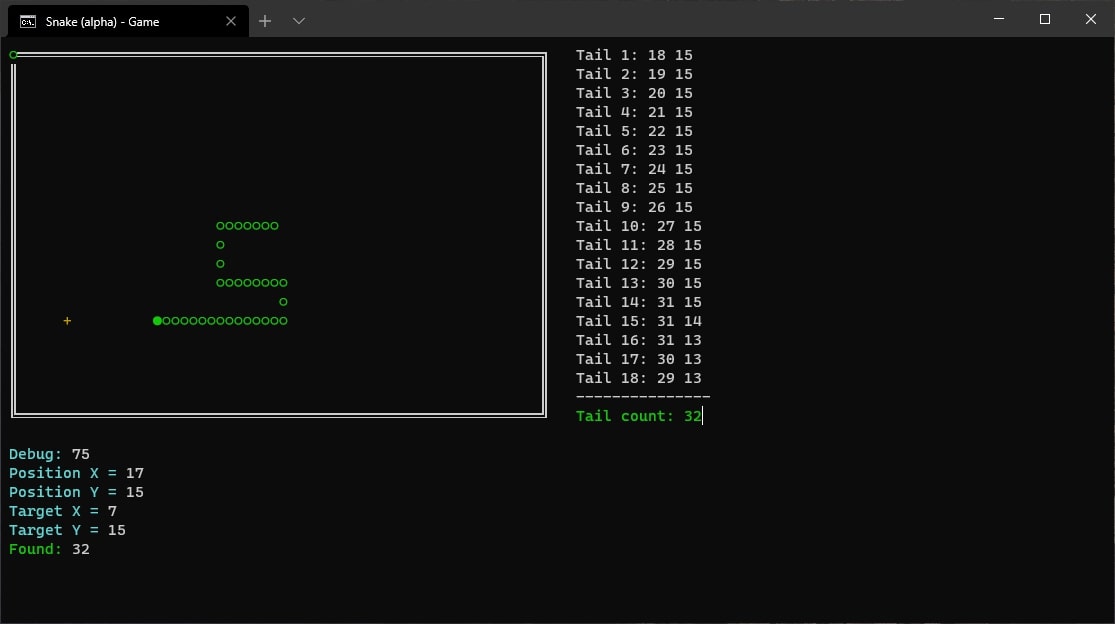 Snake (alpha) - Game
Tail 1: 18 15
Tail 2: 19 15
Tail 3: 20 15
Tail 4: 21 15
Tail 5: 22 15
Tail 6: 23 15
Tail 7: 24 15
Tail 8: 25 15
Tail 9: 26 15
Tail 10: 27 15
Tail 11: 28 15
Tail 12: 29 15
Tail 13: 30 15
Tail 14: 31 15
Tail 15: 31 14
Tail 16: 31 13
Tail 17: 30 13
Tail 18: 29 13
---------------
Tail count: 32
Debug: 75
Position X = 17
Position Y = 15
Target X = 7
Target Y = 15
Found: 32